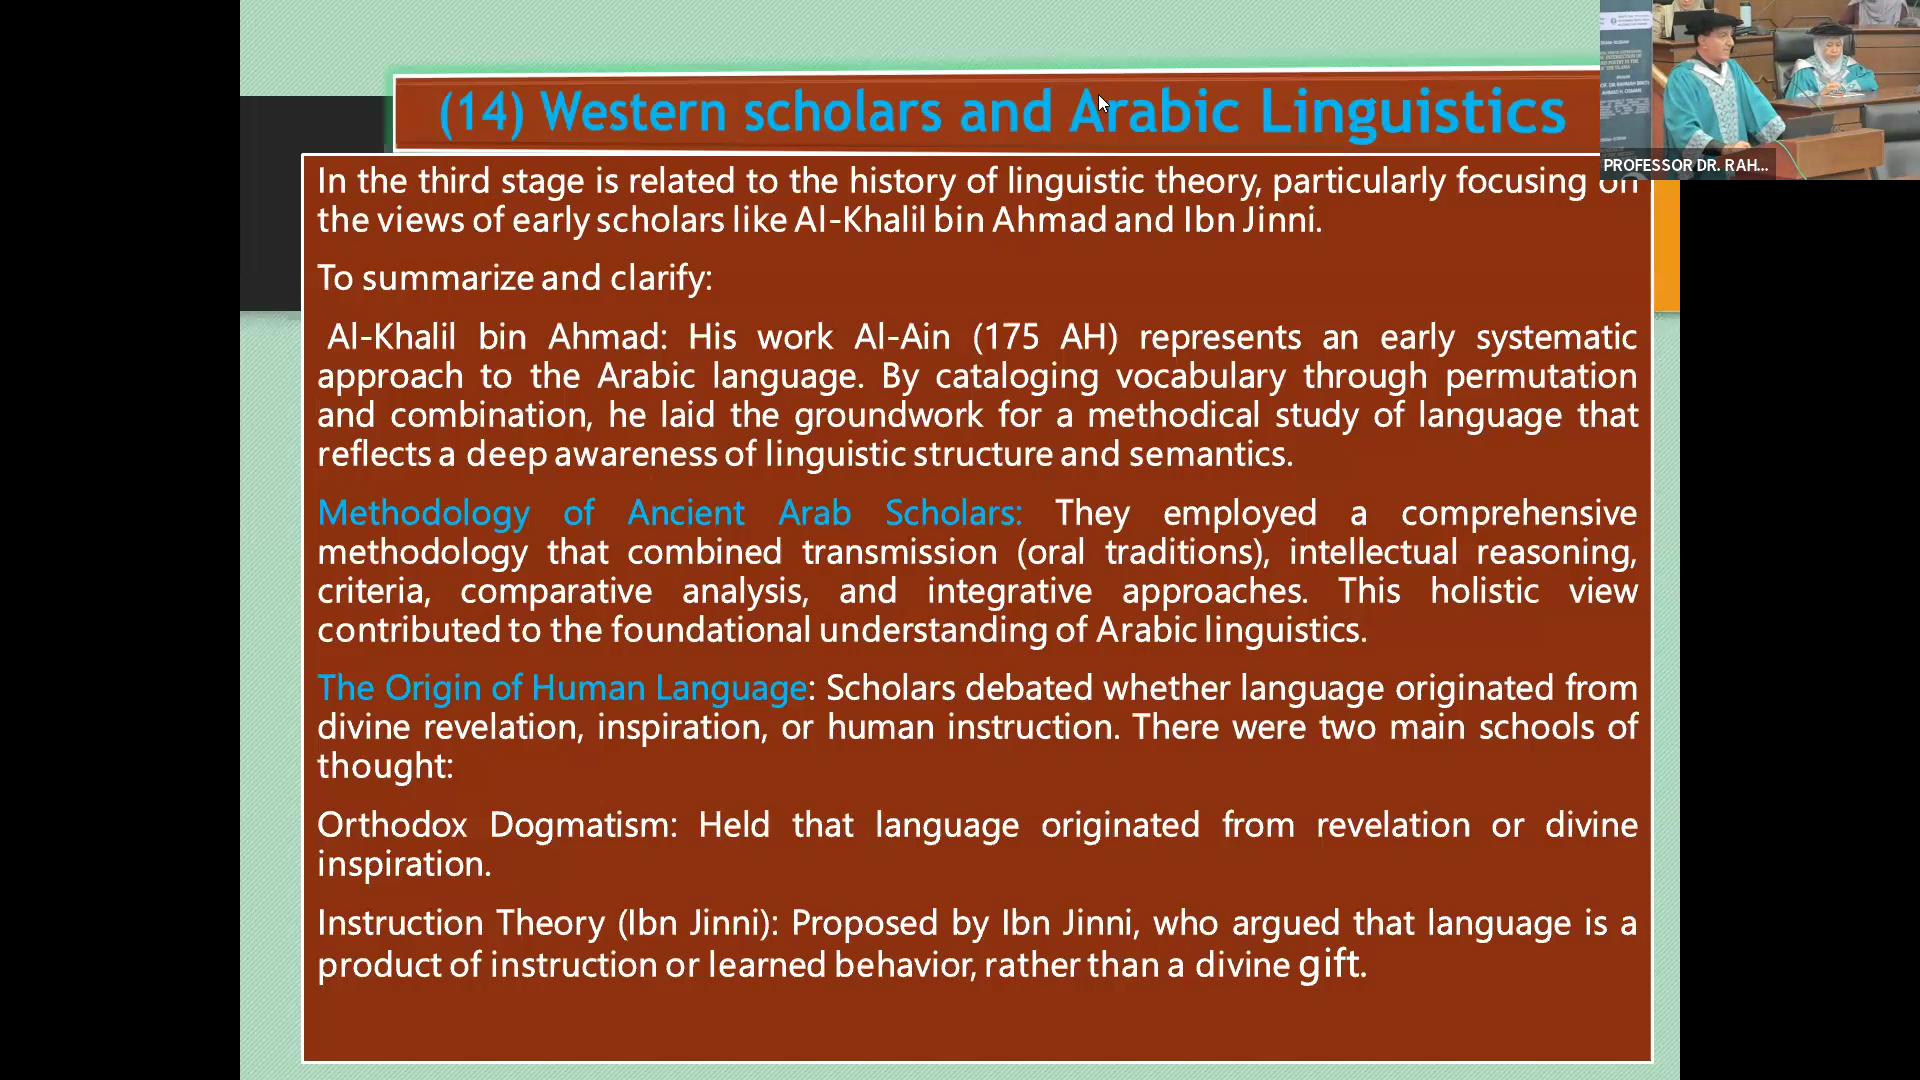 (14) Western scholars and Arabic Linguistics
In the third stage is related to the history of linguistic theory, particularly focusing on
the views of early scholars like Al-Khalil bin Ahmad and Ibn Jinni.
To summarize and clarify:
Al-Khalil bin Ahmad: His work Al-Ain (175 AH) represents an early systematic
approach to the Arabic language. By cataloging vocabulary through permutation
and combination, he laid the groundwork for a methodical study of language that
reflects a deep awareness of linguistic structure and semantics.
Methodology of Ancient Arab Scholars: They employed a comprehensive
methodology that combined transmission (oral traditions), intellectual reasoning,
criteria, comparative analysis, and integrative approaches. This holistic view
contributed to the foundational understanding of Arabic linguistics.
The Origin of Human Language: Scholars debated whether language originated from
divine revelation, inspiration, or human instruction. There were two main schools of
thought:
Orthodox Dogmatism: Held that language originated from revelation or divine
inspiration.
Instruction Theory (Ibn Jinni): Proposed by Ibn Jinni, who argued that language is a
product of instruction or learned behavior, rather than a divine gift.
PROFESSOR DR. RAH...